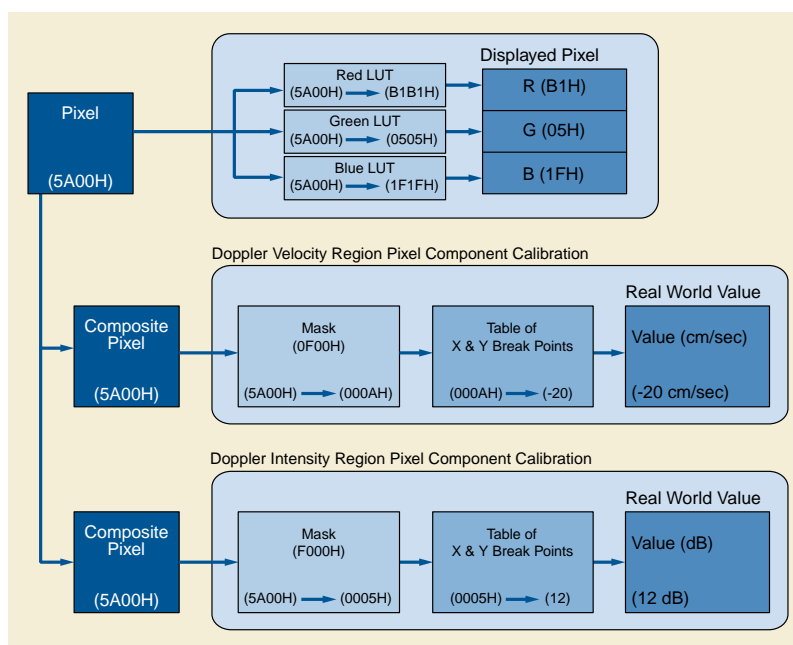 Displayed Pixel
Pixel
(5A00H)
Red LUT
(5A00H) (B1B1H)
R (B1H)
Green LUT
(5A00H) (0505H)
G (05H)
Blue LUT
(5A00H) (1F1FH)
B (1FH)
Doppler Velocity Region Pixel Component Calibration
Real World Value
Composite
Pixel
(5A00H)
Mask
(0F00H)
(5A00H) (000AH)
Table of
X & Y Break Points
(000AH) (-20)
Value (cm/sec)
(-20 cm/sec)
Doppler Intensity Region Pixel Component Calibration
Real World Value
Composite
Pixel
(5A00H)
Mask
(F000H)
(5A00H) (0005H)
Table of
X & Y Break Points
(0005H) (12)
Value (dB)
(12 dB)